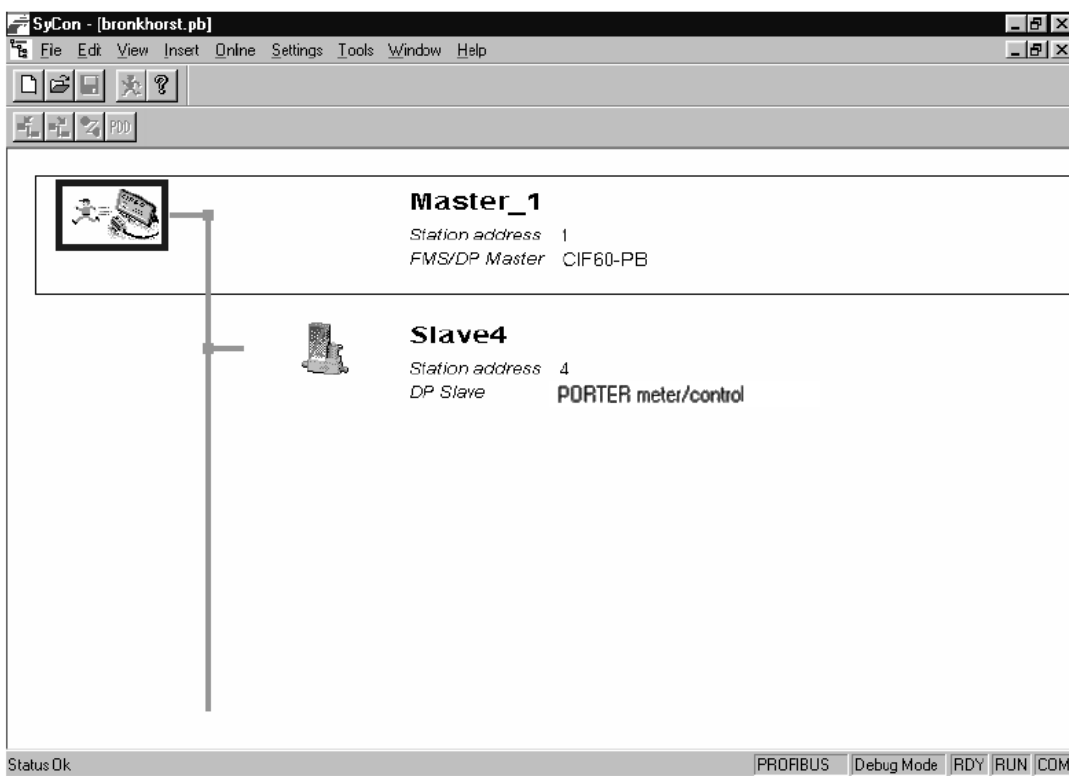 SyCon - [bronkhorst.pb]
File Edit View Insert Online Settings Tools Window Help
PDD
Master_1
Station address 1
FMS/DP Master CIF60-PB
Slave4
Station address 4
DP Slave PORTER meter/control
Status Ok PROFIBUS Debug Mode RDY RUN COM